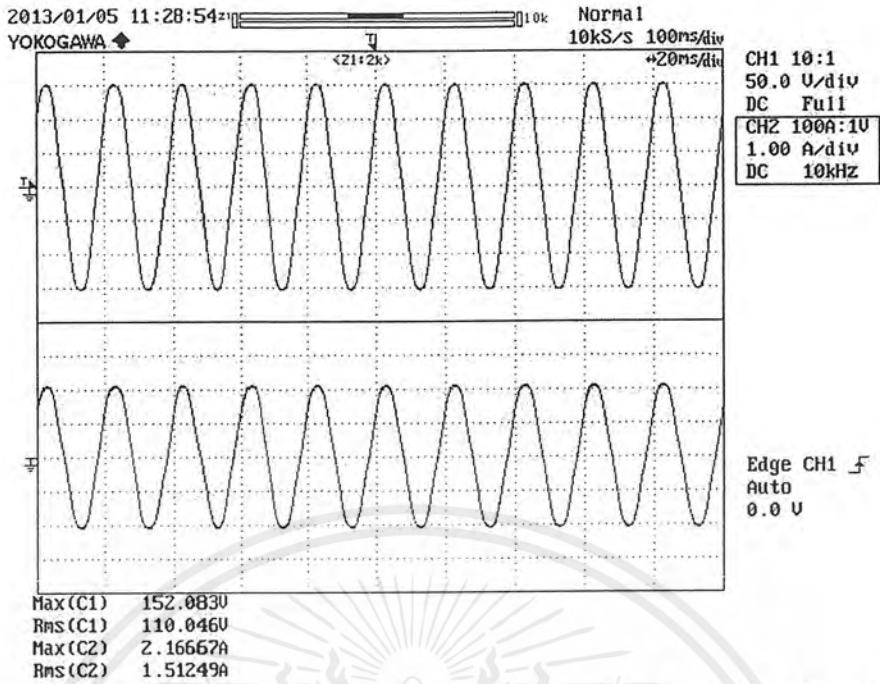 2013/01/05 11:28:54 Z1 10k Normal
YOKOGAWA 10kS/s 100ms/div
<Z1:2k> 20ms/div
CH1 10:1
50.0 V/div
DC Full
CH2 100A:1V
1.00 A/div
DC 10kHz
Edge CH1
Auto
0.0 V
Max(C1) 152.083V
Rms(C1) 110.046V
Max(C2) 2.16667A
Rms(C2) 1.51249A